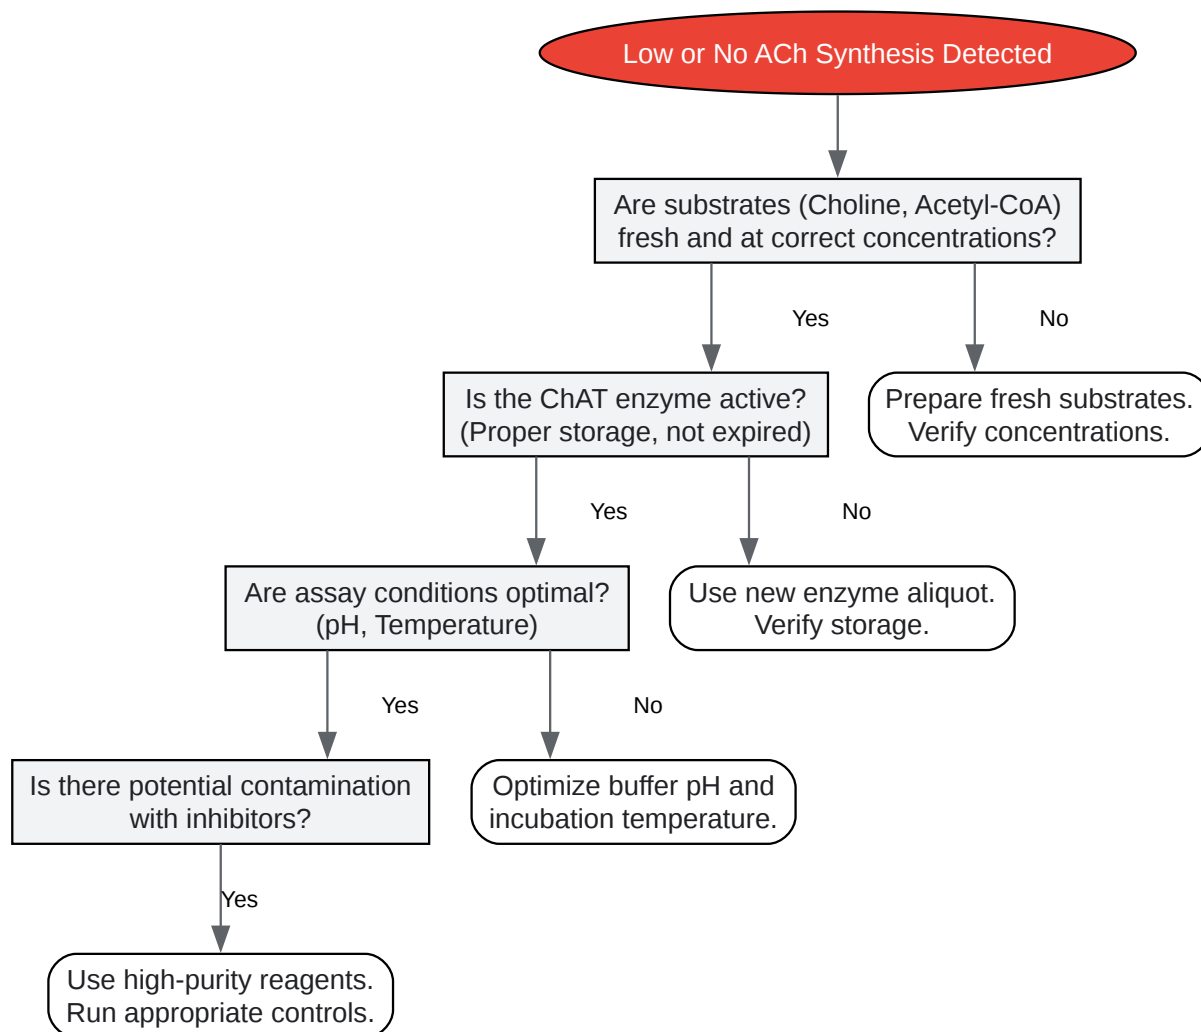 Low or No ACh Synthesis Detected
Are substrates (Choline, Acetyl-CoA)
fresh and at correct concentrations?
Yes
No
Is the ChAT enzyme active?
(Proper storage, not expired)
Prepare fresh substrates.
Verify concentrations.
Yes
No
Are assay conditions optimal?
(pH, Temperature)
Use new enzyme aliquot.
Verify storage.
Yes
No
Is there potential contamination
with inhibitors?
Optimize buffer pH and
incubation temperature.
Yes
Use high-purity reagents.
Run appropriate controls.